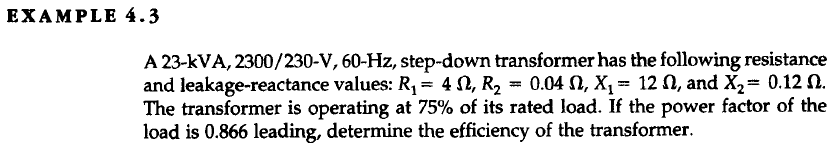 EXAMPLE 4.3
A 23-kVA, 2300/230-V, 60-Hz, step-down transformer has the following resistance
and leakage-reactance values: R₁ = 4 Ω, R₂ = 0.04 Ω, X₁ = 12 Ω, and X₂ = 0.12 Ω.
The transformer is operating at 75% of its rated load. If the power factor of the
load is 0.866 leading, determine the efficiency of the transformer.